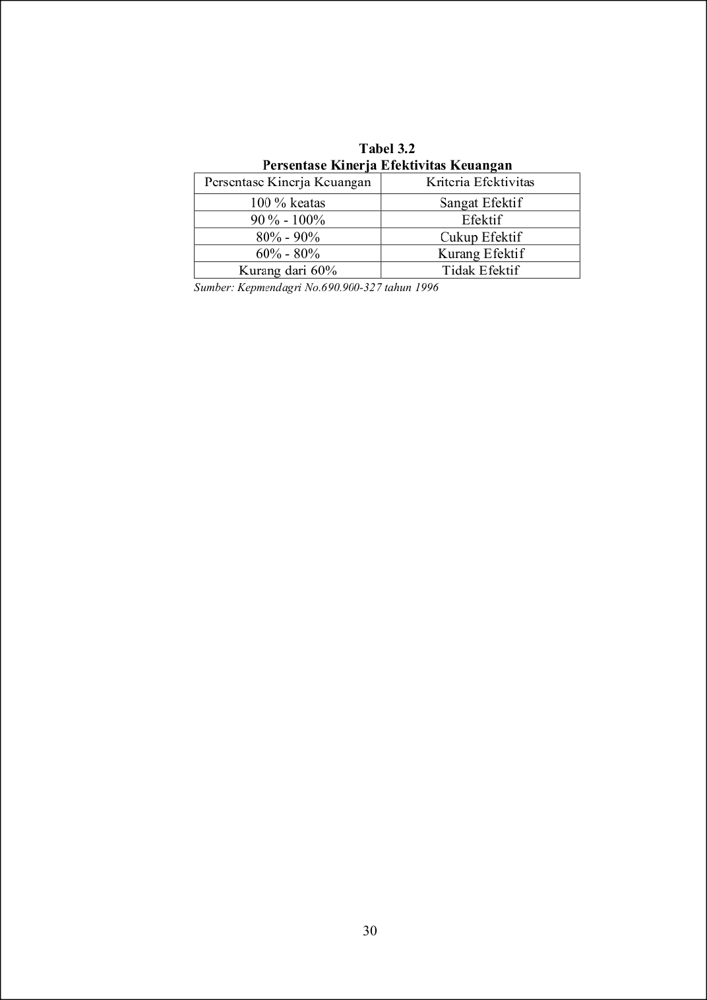 Tabel 3.2
Persentase Kinerja Efektivitas Keuangan
Persentase Kinerja Keuangan Kriteria Efektivitas
100 % keatas Sangat Efektif
90 % - 100% Efektif
80% - 90% Cukup Efektif
60% - 80% Kurang Efektif
Kurang dari 60% Tidak Efektif
Sumber: Kepmendagri No.690.900-327 tahun 1996
30